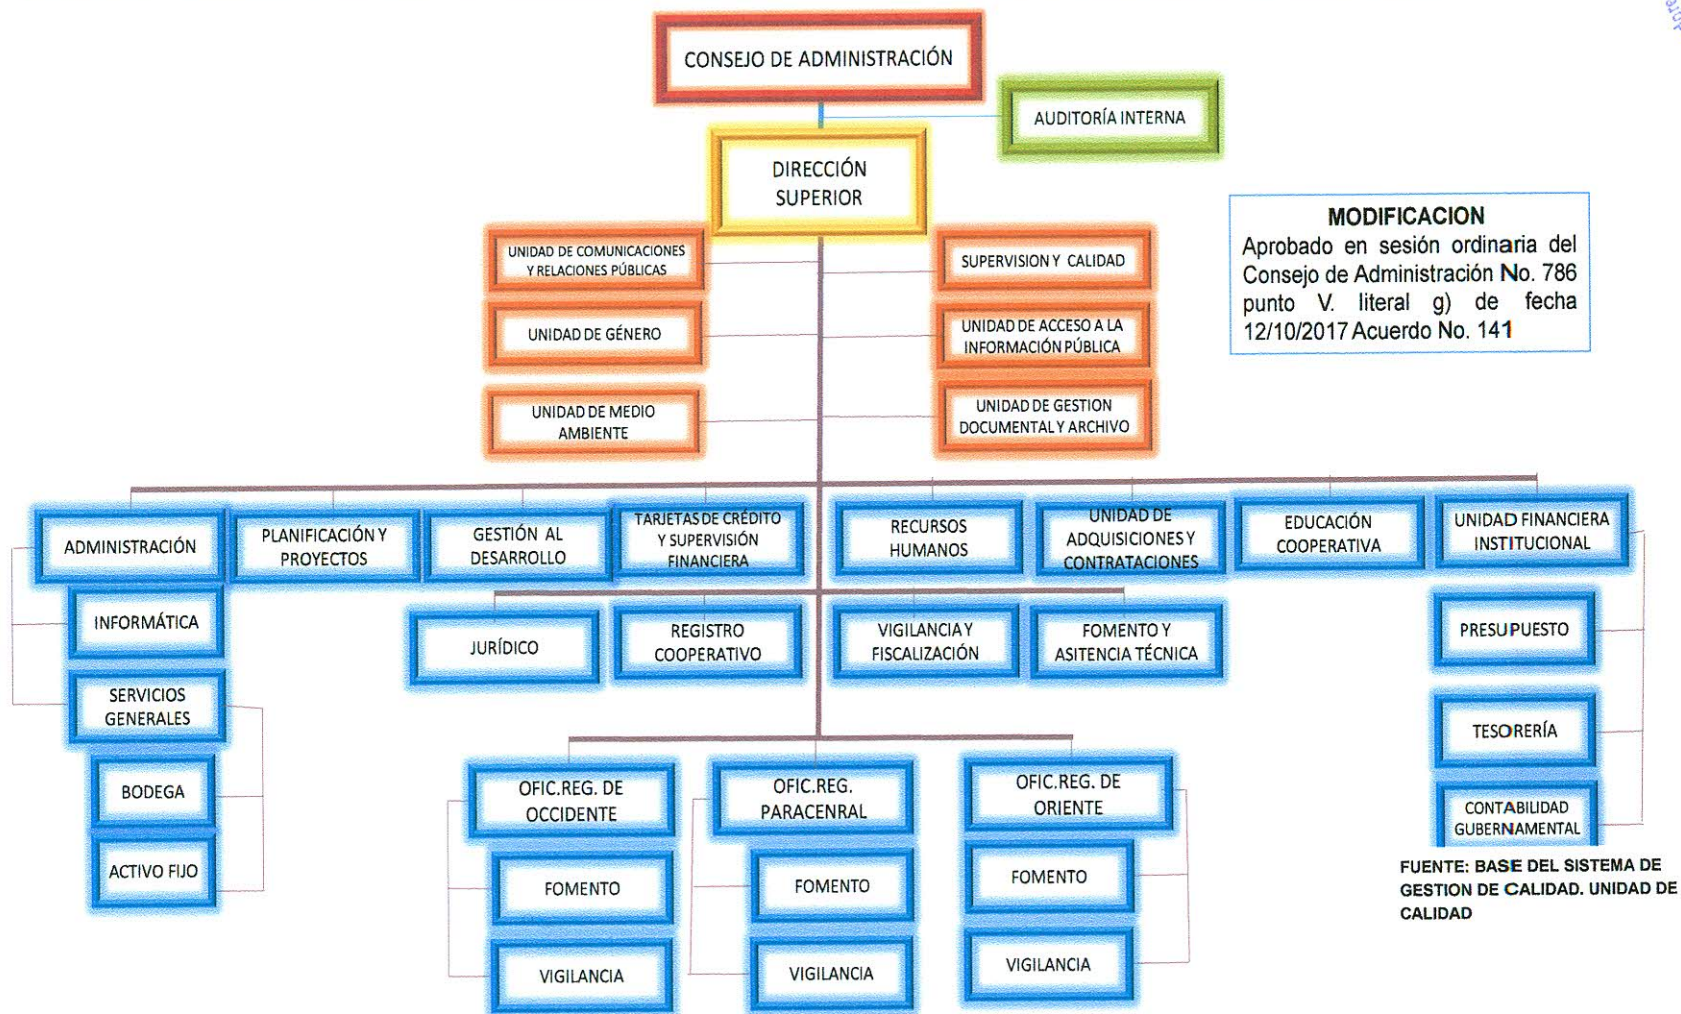 CONSEJO DE ADMINISTRACIÓN
AUDITORÍA INTERNA
DIRECCIÓN
SUPERIOR
MODIFICACION
Aprobado en sesión ordinaria del
Consejo de Administración No. 786
punto V. literal g) de fecha
12/10/2017 Acuerdo No. 141
UNIDAD DE COMUNICACIONES
Y RELACIONES PÚBLICAS
SUPERVISION Y CALIDAD
UNIDAD DE GÉNERO
UNIDAD DE ACCESO A LA
INFORMACIÓN PÚBLICA
UNIDAD DE MEDIO
AMBIENTE
UNIDAD DE GESTION
DOCUMENTAL Y ARCHIVO
ADMINISTRACIÓN
PLANIFICACIÓN Y
PROYECTOS
GESTIÓN AL
DESARROLLO
TARJETAS DE CRÉDITO
Y SUPERVISIÓN
FINANCIERA
RECURSOS
HUMANOS
UNIDAD DE
ADQUISICIONES Y
CONTRATACIONES
EDUCACIÓN
COOPERATIVA
UNIDAD FINANCIERA
INSTITUCIONAL
INFORMÁTICA
JURÍDICO
REGISTRO
COOPERATIVO
VIGILANCIA Y
FISCALIZACIÓN
FOMENTO Y
ASITENCIA TÉCNICA
PRESUPUESTO
SERVICIOS
GENERALES
TESORERÍA
BODEGA
OFIC.REG. DE
OCCIDENTE
OFIC.REG.
PARACENRAL
OFIC.REG. DE
ORIENTE
CONTABILIDAD
GUBERNAMENTAL
ACTIVO FIJO
FOMENTO
FOMENTO
FOMENTO
VIGILANCIA
VIGILANCIA
VIGILANCIA
FUENTE: BASE DEL SISTEMA DE
GESTION DE CALIDAD. UNIDAD DE
CALIDAD